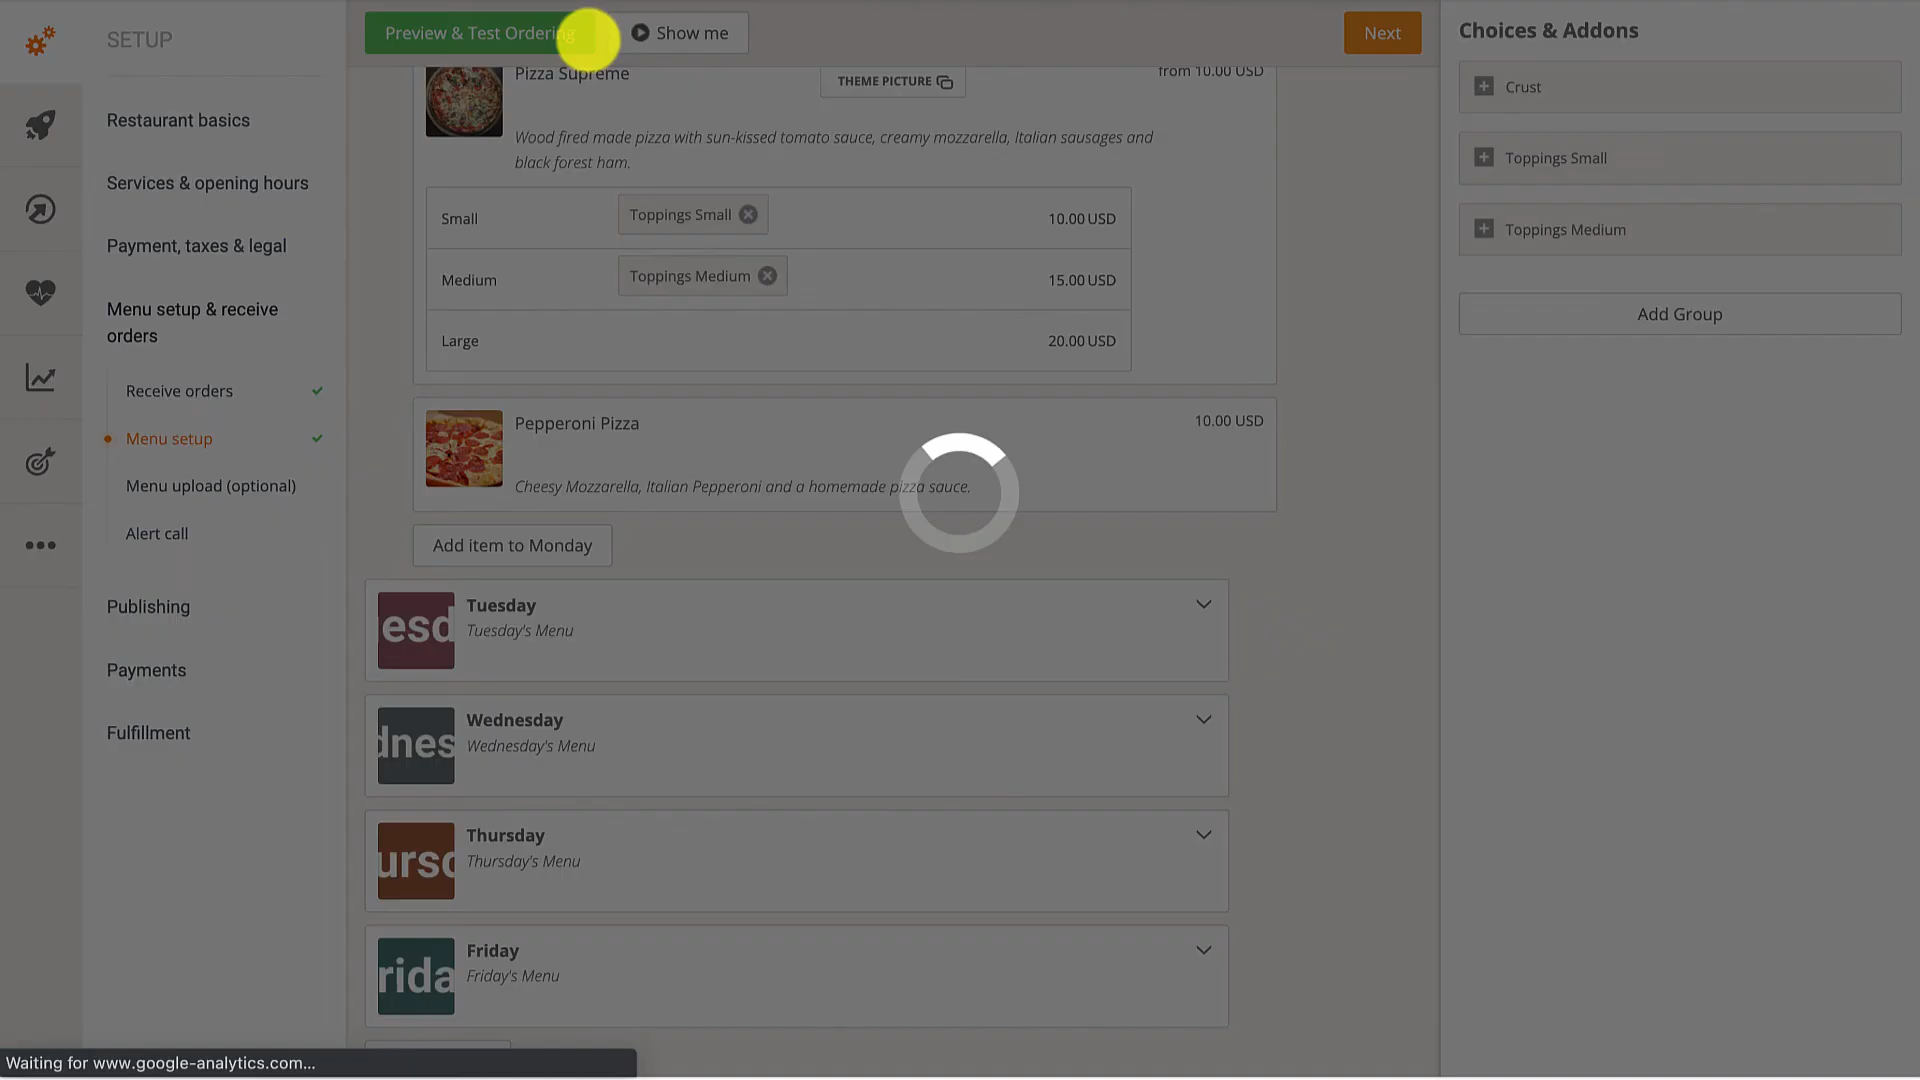 SETUP
Restaurant basics
Services & opening hours
Payment, taxes & legal
Menu setup & receive
orders
Receive orders
Menu setup
Menu upload (optional)
Alert call
Publishing
Payments
Fulfillment
Preview & Test Ordering
Show me
Next
Pizza Supreme
THEME PICTURE
from 10.00 USD
Wood fired made pizza with sun-kissed tomato sauce, creamy mozzarella, Italian sausages and
black forest ham.
Small
Toppings Small
10.00 USD
Medium
Toppings Medium
15.00 USD
Large
20.00 USD
Pepperoni Pizza
10.00 USD
Cheesy Mozzarella, Italian Pepperoni and a homemade pizza sauce.
Add item to Monday
esd
Tuesday
Tuesday's Menu
dnes
Wednesday
Wednesday's Menu
ursd
Thursday
Thursday's Menu
rida
Friday
Friday's Menu
Choices & Addons
Crust
Toppings Small
Toppings Medium
Add Group
Waiting for www.google-analytics.com...